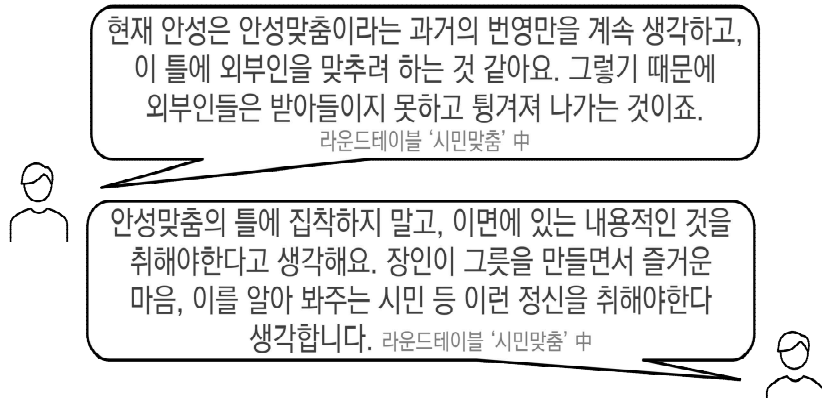 현재 안성은 안성맞춤이라는 과거의 번영만을 계속 생각하고,
이 틀에 외부인을 맞추려 하는 것 같아요. 그렇기 때문에
외부인들은 받아들이지 못하고 튕겨져 나가는 것이죠.
라운드테이블 ‘시민맞춤’ 中
안성맞춤의 틀에 집착하지 말고, 이면에 있는 내용적인 것을
취해야한다고 생각해요. 장인이 그릇을 만들면서 즐거운
마음, 이를 알아 봐주는 시민 등 이런 정신을 취해야한다
생각합니다. 라운드테이블 ‘시민맞춤’ 中